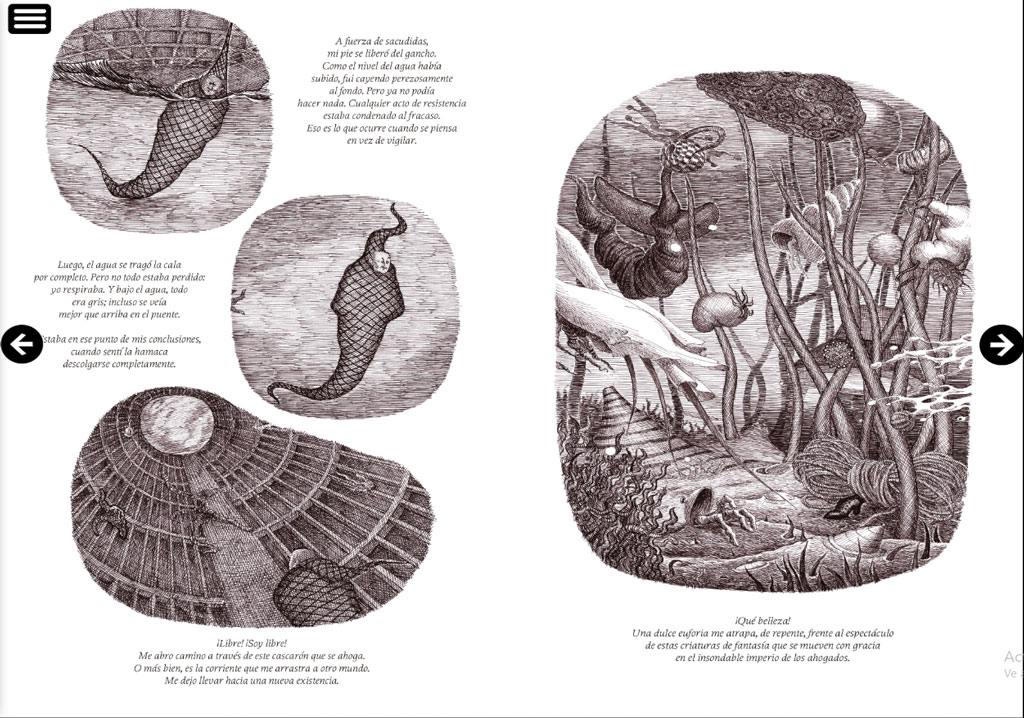 A fuerza de sacudidas,
mi pie se liberó del gancho.
Como el nivel del agua había
subido, fui cayendo perezosamente
al fondo. Pero ya no podía
hacer nada. Cualquier acto de resistencia
estaba condenado al fracaso.
Eso es lo que ocurre cuando se piensa
en vez de vigilar.
Luego, el agua se tragó la cala
por completo. Pero no todo estaba perdido:
yo respiraba. Y bajo el agua, todo
era gris; incluso se veía
mejor que arriba en el puente.
staba en ese punto de mis conclusiones,
cuando sentí la hamaca
descolgarse completamente.
¡Libre! ¡Soy libre!
Me abro camino a través de este cascarón que se ahoga.
O más bien, es la corriente que me arrastra a otro mundo.
Me dejo llevar hacia una nueva existencia.
¡Qué belleza!
Una dulce euforia me atrapa, de repente, frente al espectáculo
de estas criaturas de fantasía que se mueven con gracia
en el insondable imperio de los ahogados.
Ac
Ve a